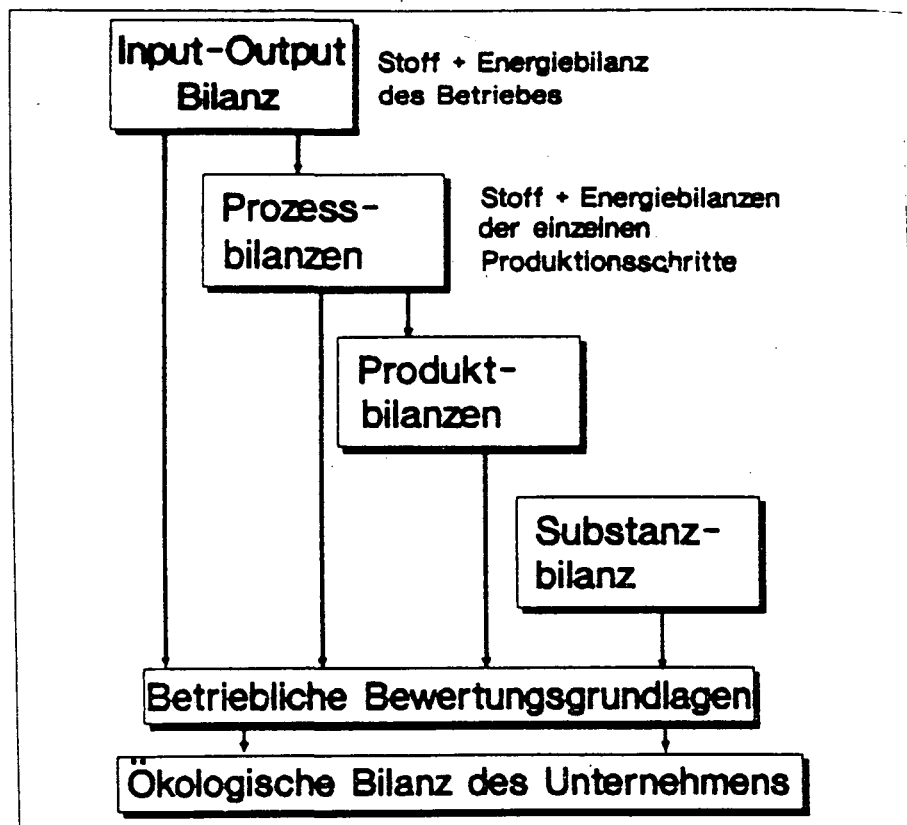 Input-Output
Bilanz
Stoff + Energiebilanz
des Betriebes
Prozess-
bilanzen
Stoff + Energiebilanzen
der einzelnen
Produktionsschritte
Produkt-
bilanzen
Substanz-
bilanz
Betriebliche Bewertungsgrundlagen
Ökologische Bilanz des Unternehmens